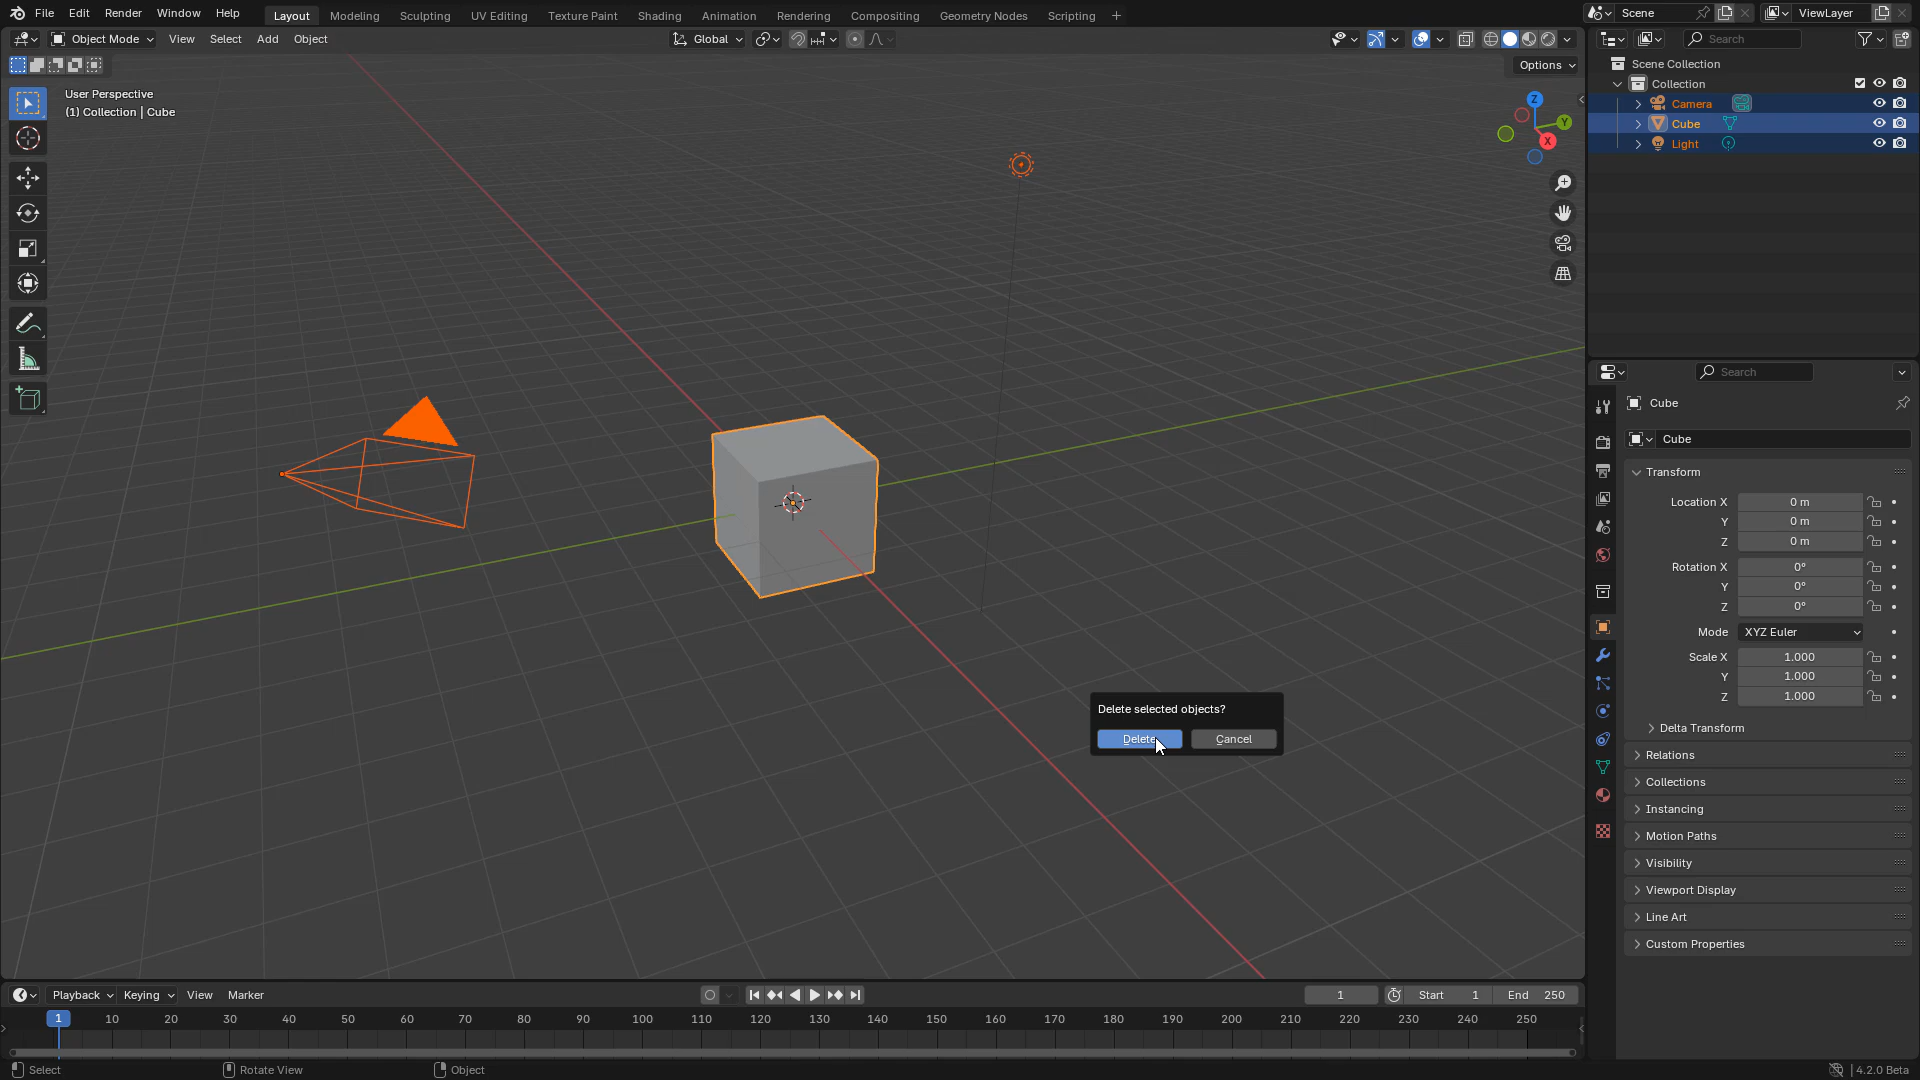 File Edit Render Window Help
Layout Modeling Sculpting UV Editing Texture Paint Shading Animation Rendering Compositing Geometry Nodes Scripting +
Scene
ViewLayer
Object Mode View Select Add Object
Global
Options
User Perspective
(1) Collection | Cube
Z
Y
X
Search
Scene Collection
Collection
Camera
Cube
Light
Delete selected objects?
Delete Cancel
Search
Cube
Cube
Transform
Location X 0 m
Y 0 m
Z 0 m
Rotation X 0°
Y 0°
Z 0°
Mode XYZ Euler
Scale X 1.000
Y 1.000
Z 1.000
Delta Transform
Relations
Collections
Instancing
Motion Paths
Visibility
Viewport Display
Line Art
Custom Properties
Playback Keying View Marker
1 Start 1 End 250
1 10 20 30 40 50 60 70 80 90 100 110 120 130 140 150 160 170 180 190 200 210 220 230 240 250
Select Rotate View Object
4.2.0 Beta